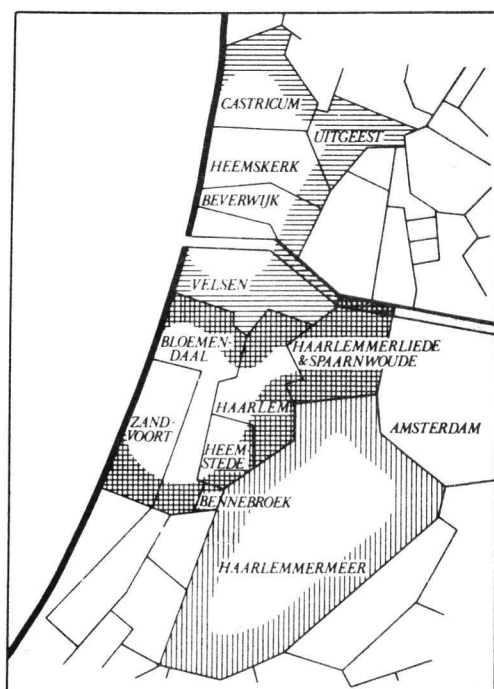 CASTRICUM
UITGEEST
HEEMSKERK
BEVERWIJK
VELSEN
BLOEMEN-
DAAL
HAARLEMMERLIEDE
& SPAARNWOUDE
HAARLEM
AMSTERDAM
ZAND-
VOORT
HEEM-
STEDE
BENNEBROEK
HAARLEMMERMEER